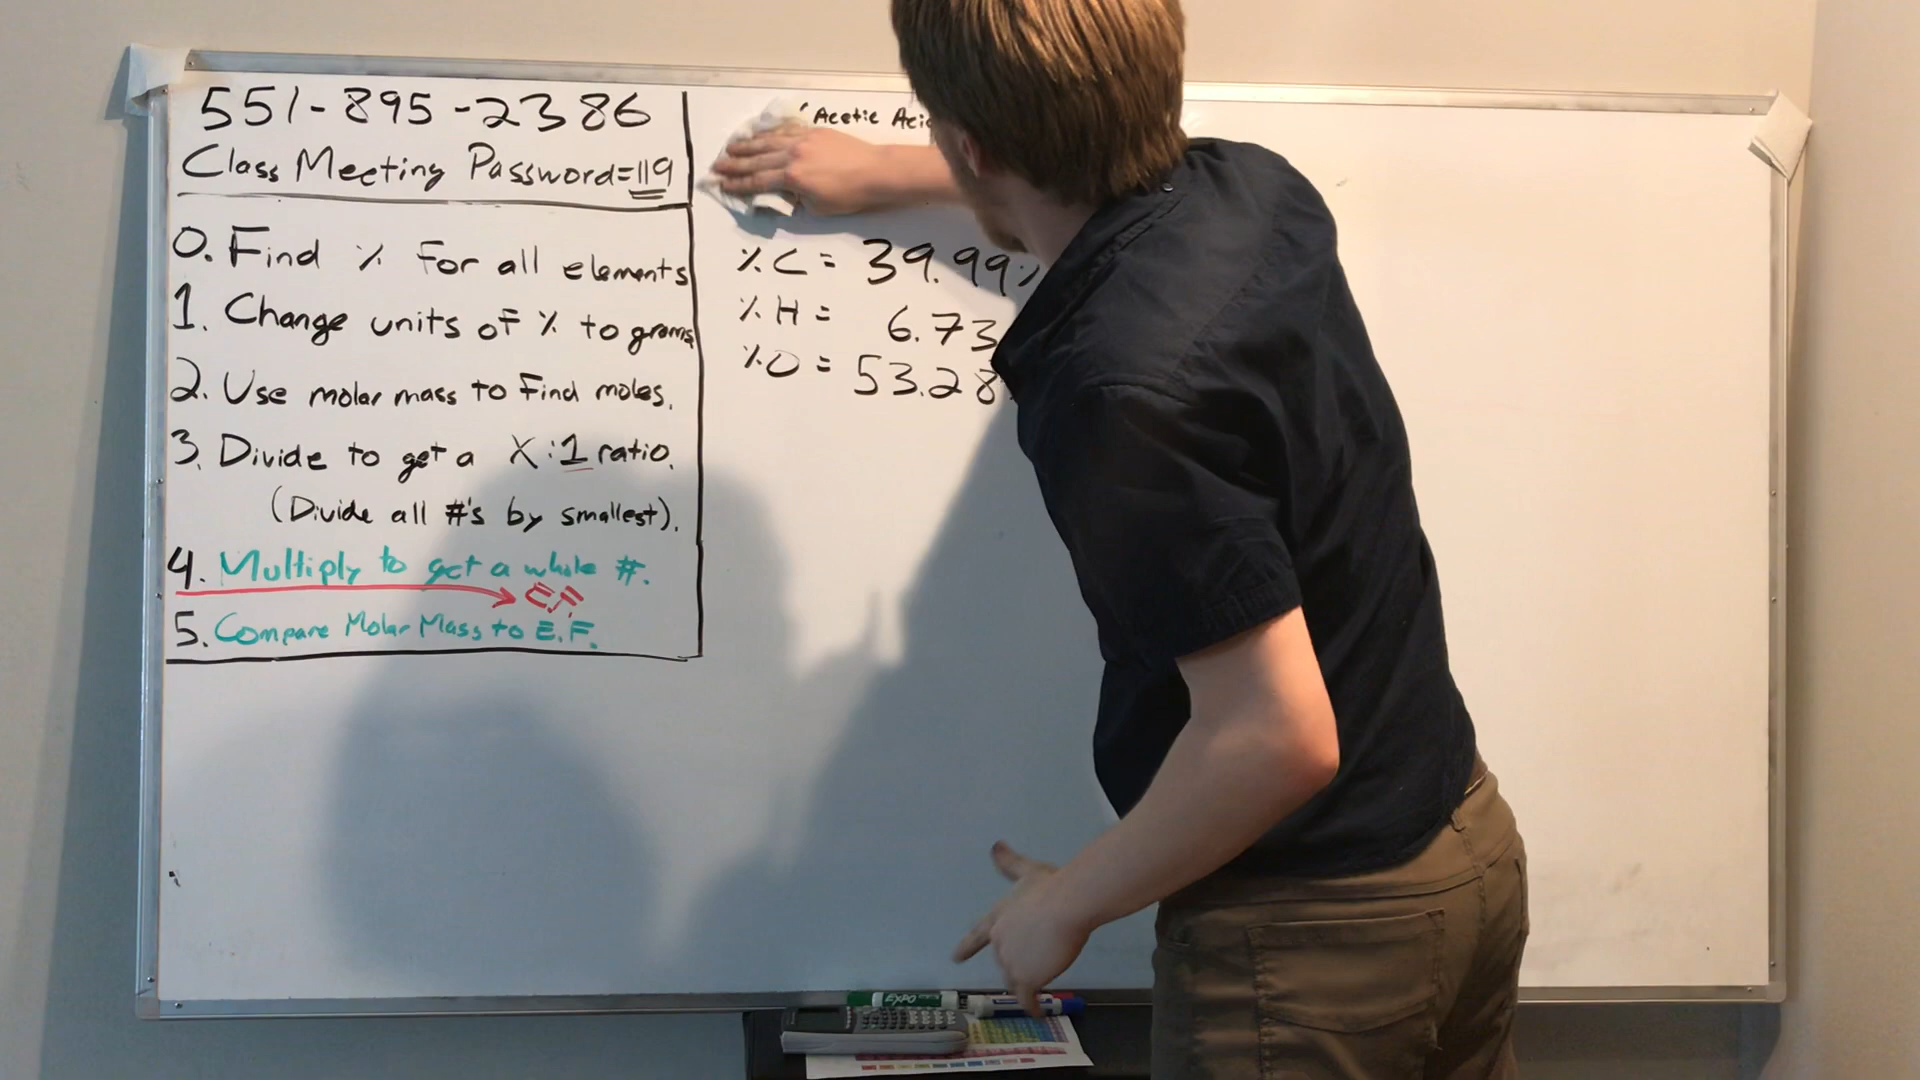 551-895-2386
Class Meeting Password=119
0. Find % for all elements
1. Change units of % to grams
2. Use molar mass to Find moles.
3. Divide to get a X:1 ratio.
(Divide all #'s by smallest).
4. Multiply to get a whole #.
E.F.
5. Compare Molar Mass to E.F.
Acetic
%C = 39.99%
%H = 6.73
%O = 53.28
EXPO